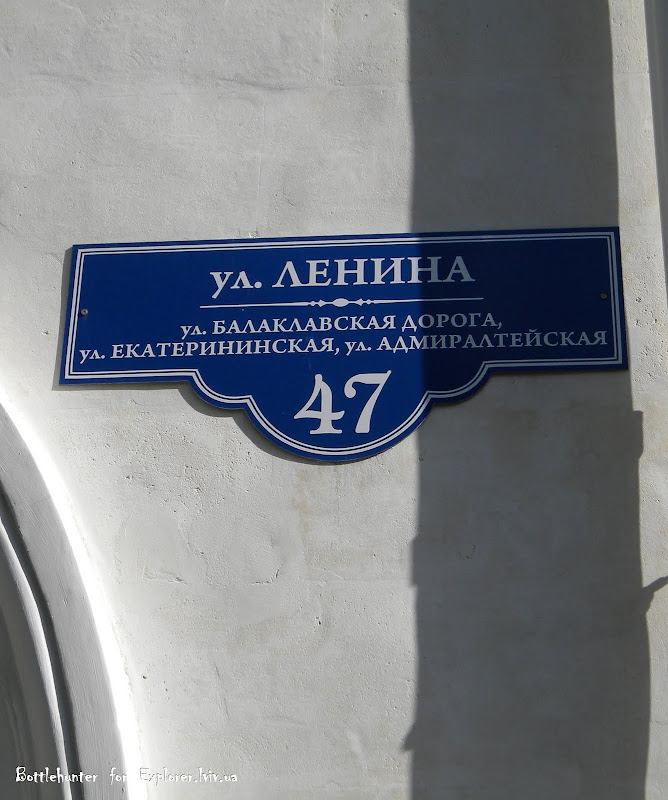 ул. ЛЕНИНА
ул. БАЛАКЛАВСКАЯ ДОРОГА,
ул. ЕКАТЕРИНИНСКАЯ, ул. АДМИРАЛТЕЙСКАЯ
47
Bottlehunter for Explorer.lviv.ua